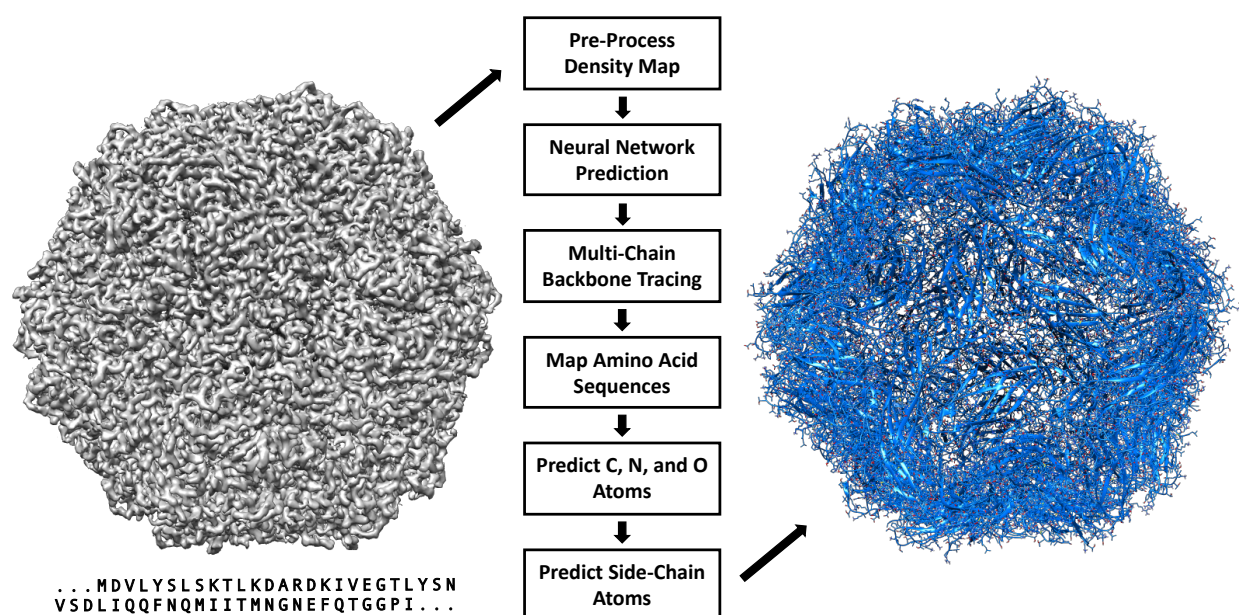 Pre-Process
Density Map
Neural Network
Prediction
Multi-Chain
Backbone Tracing
Map Amino Acid
Sequences
Predict C, N, and O
Atoms
Predict Side-Chain
Atoms
...MDVLYSLSKTLKDARDKIVEGTLYSN
VSDLIQQFNQMIITMNGNEFQTGGPI...